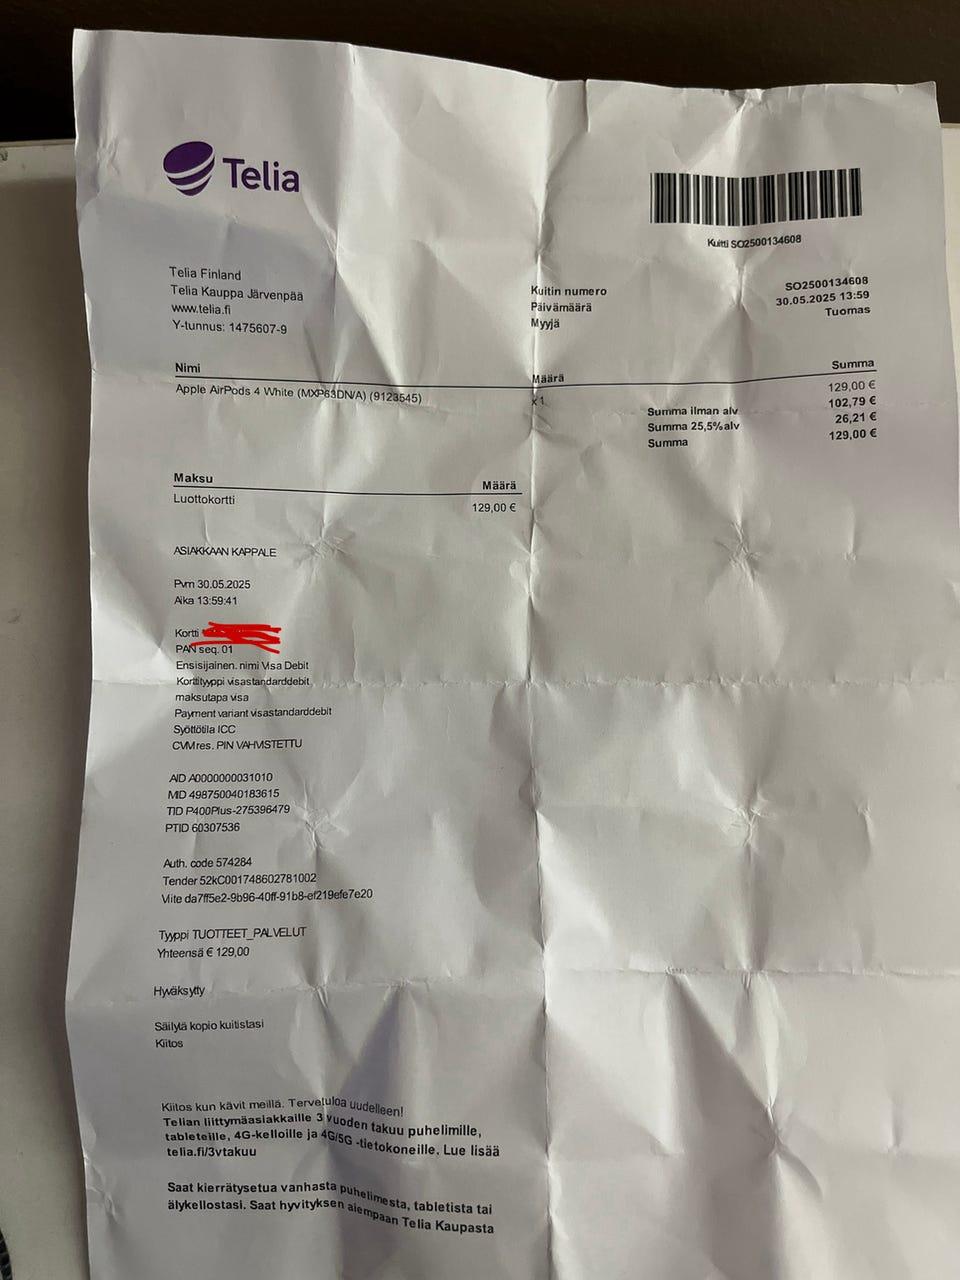 Telia
Kuitti SO2500134608
Telia Finland
Telia Kauppa Järvenpää
www.telia.fi
Y-tunnus: 1475607-9
Kuitin numero SO2500134608
Päivämäärä 30.05.2025 13:59
Myyjä Tuomas
Nimi Määrä Summa
Apple AirPods 4 White (MXP63DN/A) (9123545) x 1 129,00 €
Summa ilman alv 102,79 €
Summa 25,5%alv 26,21 €
Summa 129,00 €
Maksu Määrä
Luottokortti 129,00 €
ASIAKKAAN KAPPALE
Pvm 30.05.2025
Aika 13:59:41
Kortti
PAN seq. 01
Ensisijainen. nimi Visa Debit
Korttityyppi visastandarddebit
maksutapa visa
Payment variant visastandarddebit
Syöttötila ICC
CVM res. PIN VAHVISTETTU
AID A0000000031010
MID 498750040183615
TID P400Plus-275396479
PTID 60307536
Auth. code 574284
Tender 52kC001748602781002
Viite da7ff5e2-9b96-40ff-91b8-ef219efe7e20
Tyyppi TUOTTEET_PALVELUT
Yhteensä € 129,00
Hyväksytty
Säilytä kopio kuitistasi
Kiitos
Kiitos kun kävit meillä. Tervetuloa uudelleen!
Telian liittymäasiakkaille 3 vuoden takuu puhelimille,
tableteille, 4G-kelloille ja 4G/5G -tietokoneille. Lue lisää
telia.fi/3vtakuu
Saat kierrätysetua vanhasta puhelimesta, tabletista tai
älykellostasi. Saat hyvityksen aiempaan Telia Kaupasta